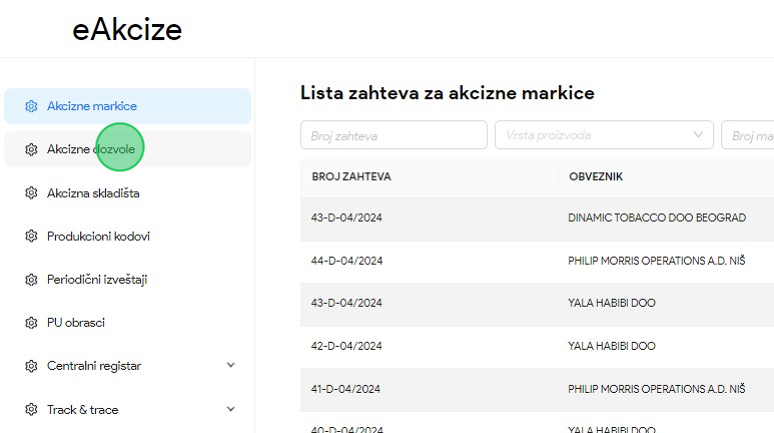 eAkcize
Akcizne markice
Akcizne dozvole
Akcizna skladišta
Produkcioni kodovi
Periodični izveštaji
PU obrasci
Centralni registar
Track & trace
Lista zahteva za akcizne markice
Broj zahteva Vrsta proizvoda Broj ma
BROJ ZAHTEVA OBVEZNIK
43-D-04/2024 DINAMIC TOBACCO DOO BEOGRAD
44-D-04/2024 PHILIP MORRIS OPERATIONS A.D. NIŠ
43-D-04/2024 YALA HABIBI DOO
42-D-04/2024 YALA HABIBI DOO
41-D-04/2024 PHILIP MORRIS OPERATIONS A.D. NIŠ
40-D-04/2024 YALA HABIBI DOO